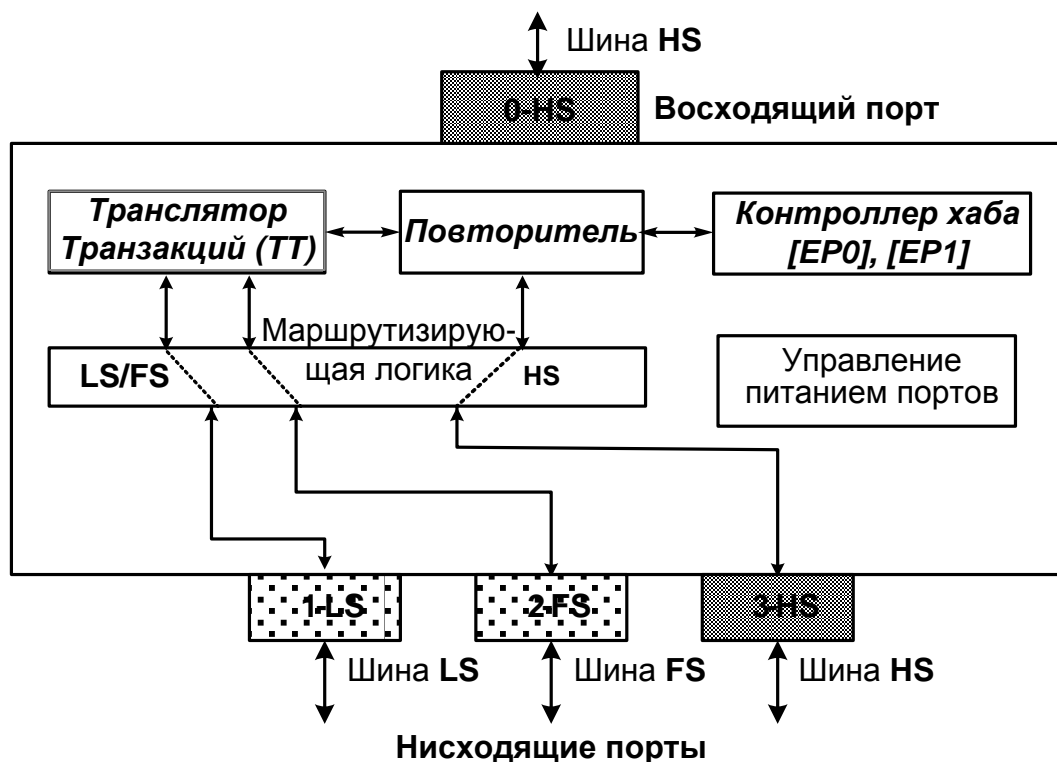 Шина HS
0-HS
Восходящий порт
Транслятор
Транзакций (ТТ)
Повторитель
Контроллер хаба
[EP0], [EP1]
Маршрутизирую-
щая логика
LS/FS
HS
Управление
питанием портов
1-LS
2-FS
3-HS
Шина LS
Шина FS
Шина HS
Нисходящие порты